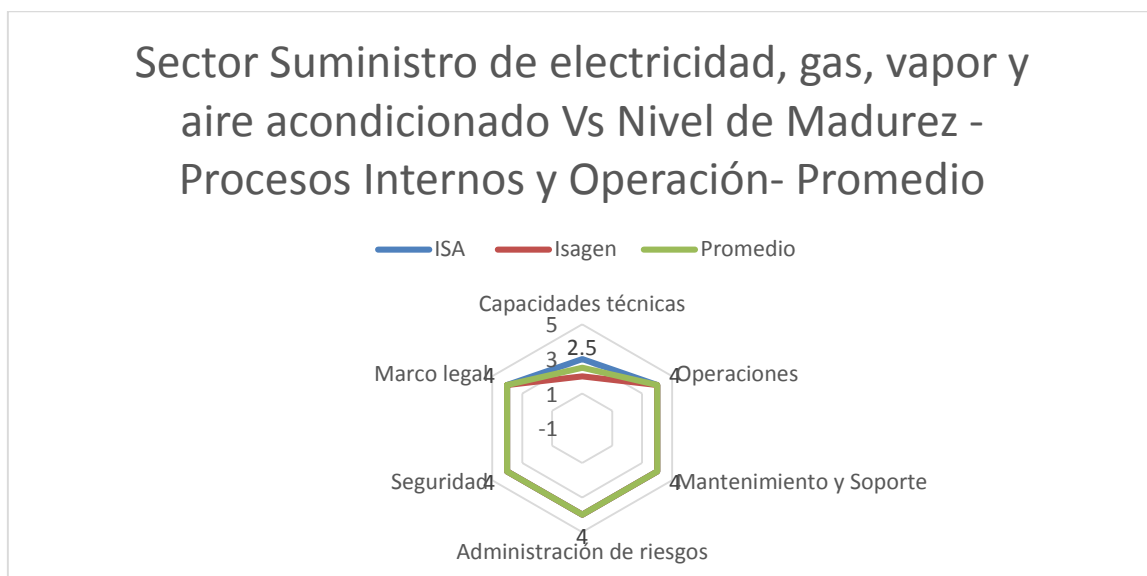 Sector Suministro de electricidad, gas, vapor y
aire acondicionado Vs Nivel de Madurez -
Procesos Internos y Operación- Promedio
ISA Isagen Promedio
Capacidades técnicas
5
2.5
3
Marco legal 4 4 Operaciones
1
-1
Seguridad 4 4 Mantenimiento y Soporte
4
Administración de riesgos